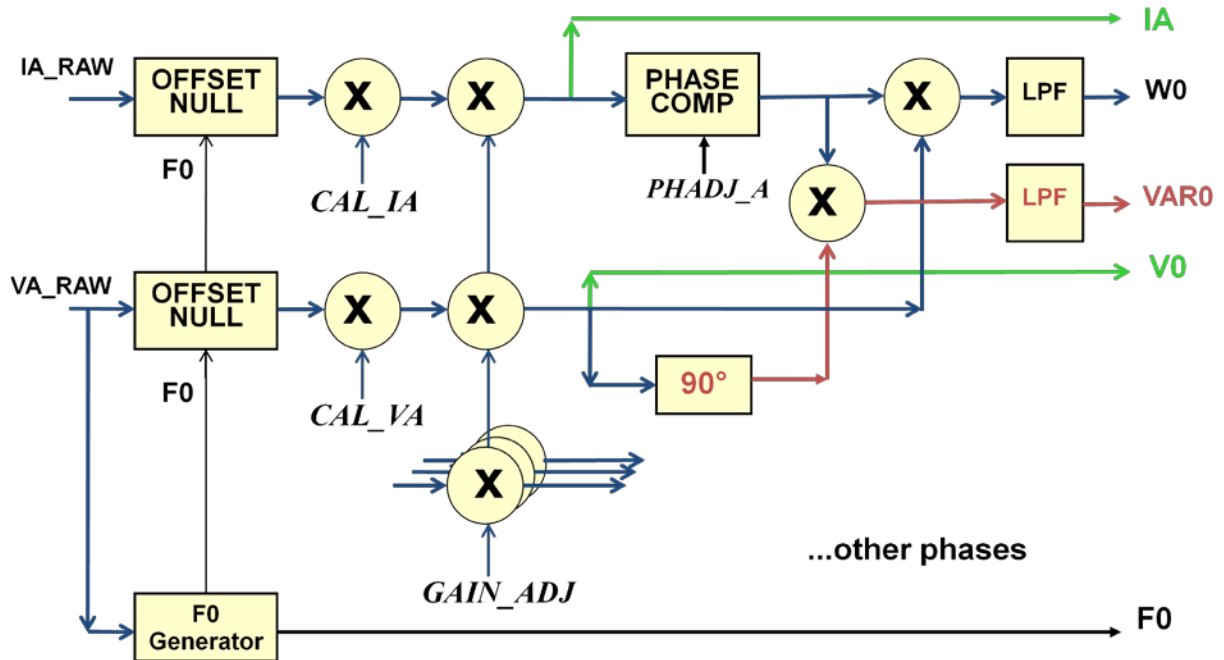 IA
IA_RAW
OFFSET
NULL
X
X
PHASE
COMP
X
LPF
W0
F0
CAL_IA
PHADJ_A
X
LPF
VAR0
VA_RAW
OFFSET
NULL
X
X
V0
F0
CAL_VA
90°
X
...other phases
GAIN_ADJ
F0
Generator
F0